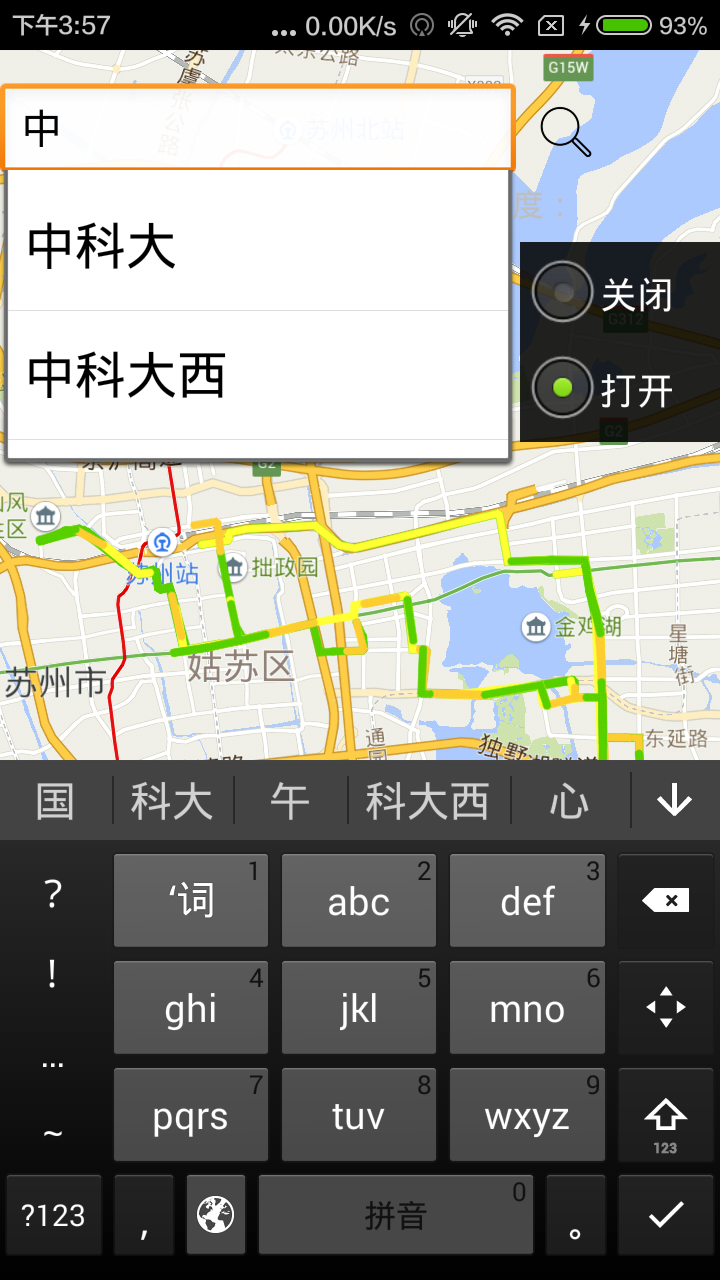 下午3:57 ... 0.00K/s 93%
G15W
中
苏州北站
度：
中科大
关闭
G312
中科大西
打开
G2
G2
拙政园
苏州站
金鸡湖
姑苏区
苏州市
星塘街
东延路
国 科大 午 科大西 心
? ‘词 1 abc 2 def 3
! ghi 4 jkl 5 mno 6
...
pqrs 7 tuv 8 wxyz 9
~ 123
?123 , 拼音 0 。